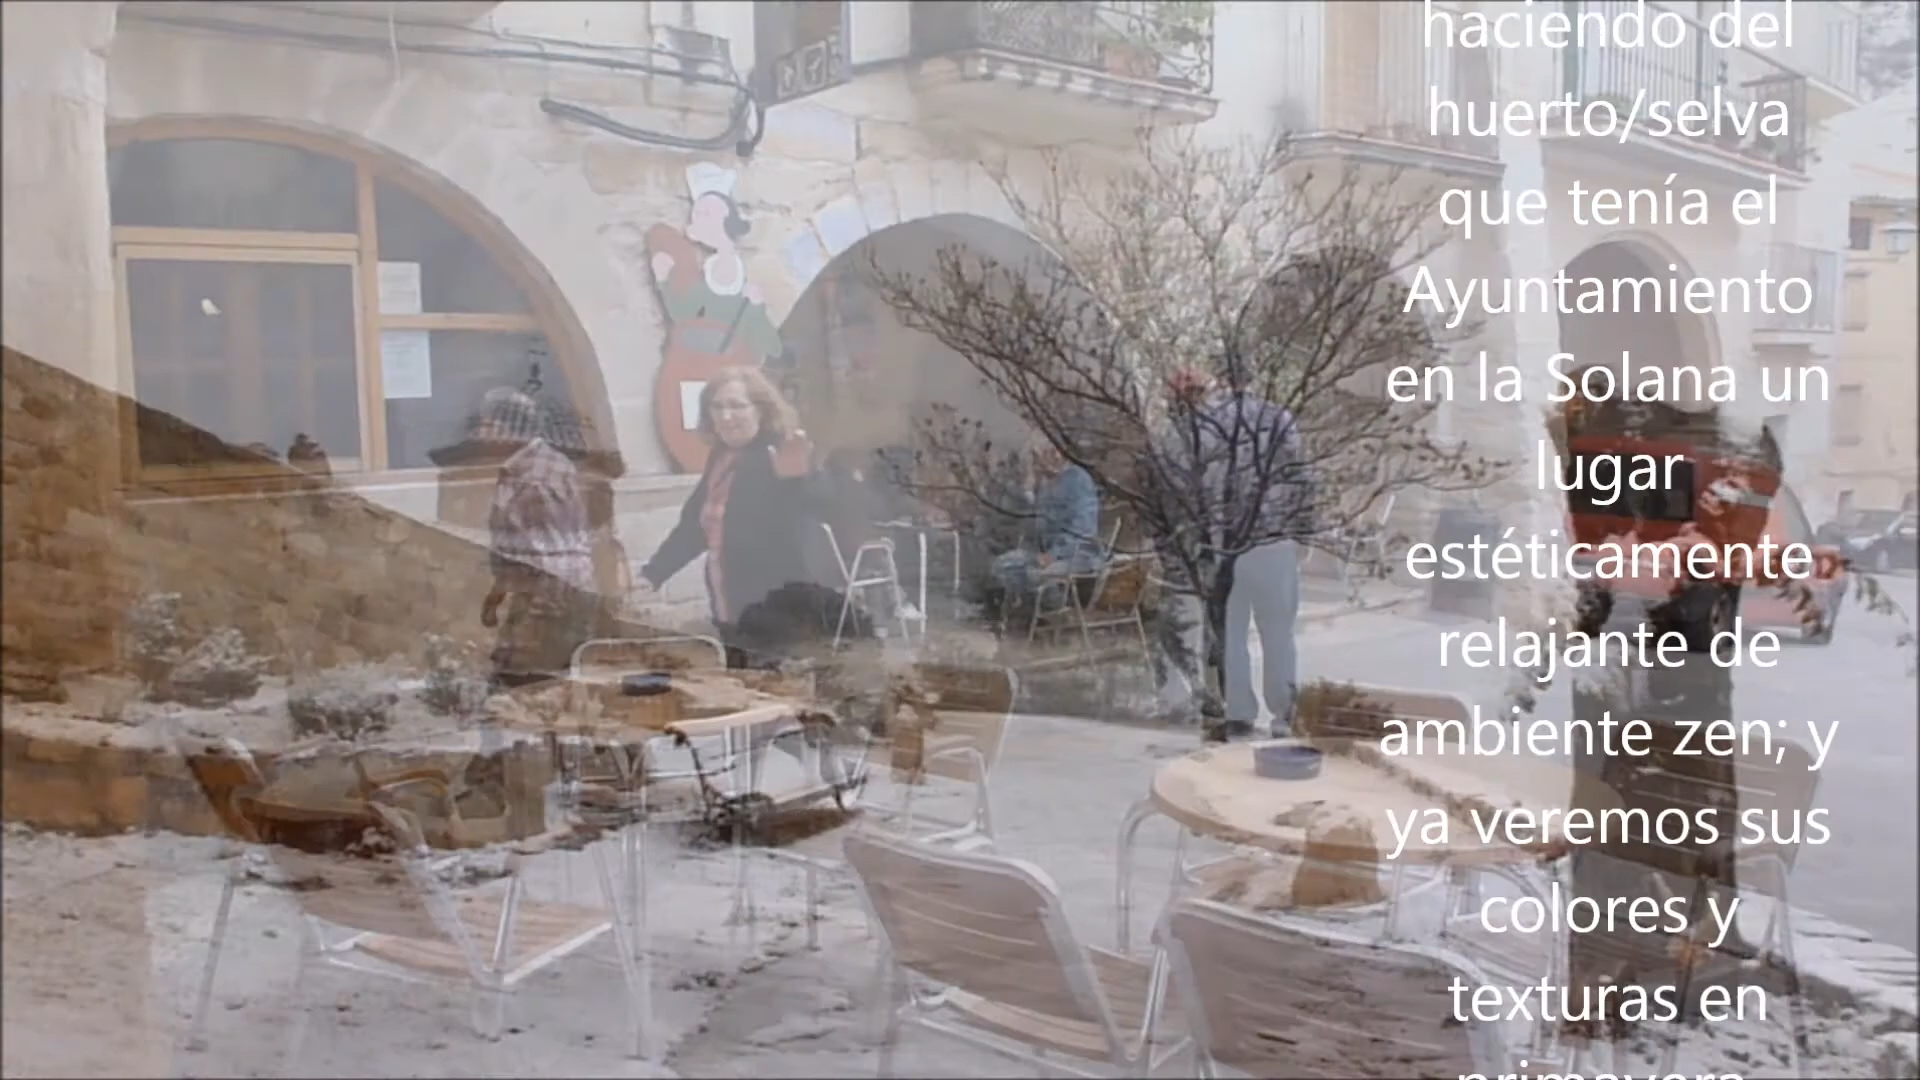 haciendo del
huerto/selva
que tenía el
Ayuntamiento
en la Solana un
lugar
estéticamente
relajante de
ambiente zen; y
ya veremos sus
colores y
texturas en
primavera